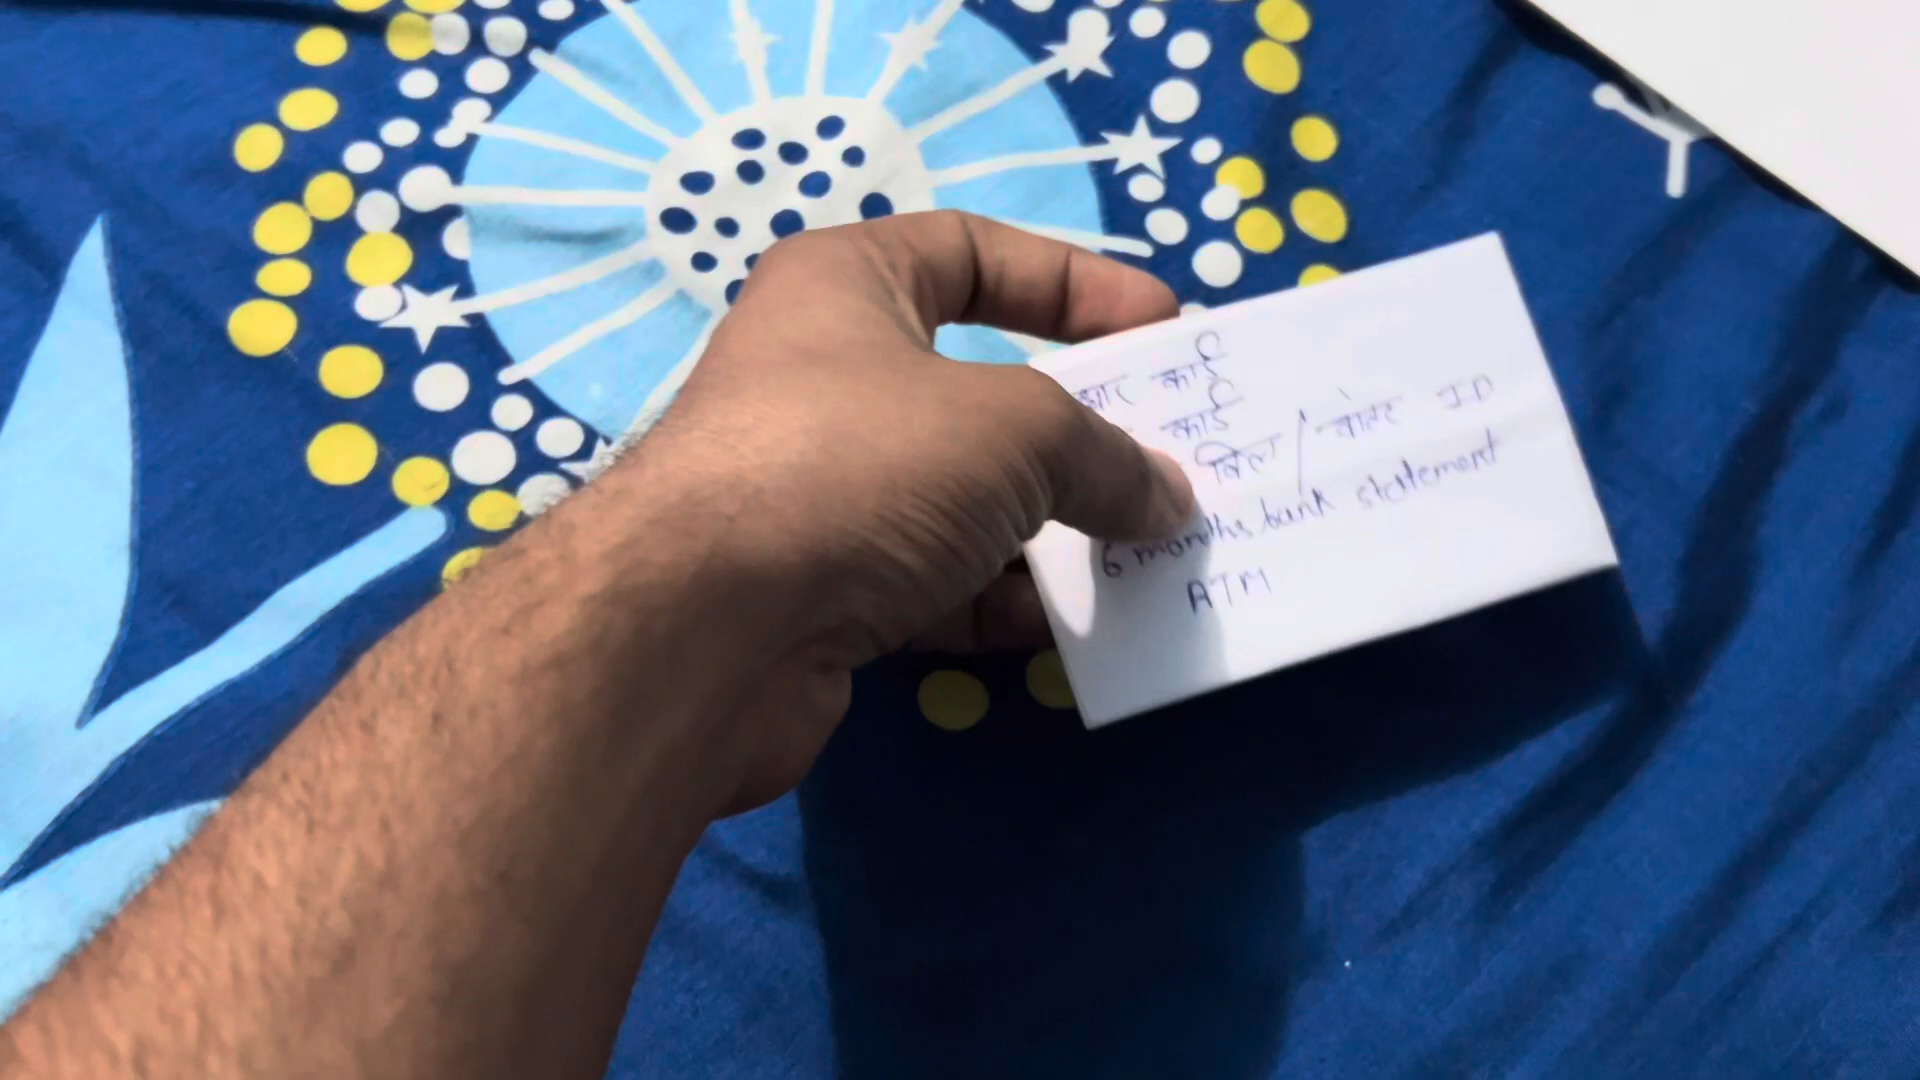 कार्ड
कार्ड
बिल / वोटर ID
6 months bank statement
ATM